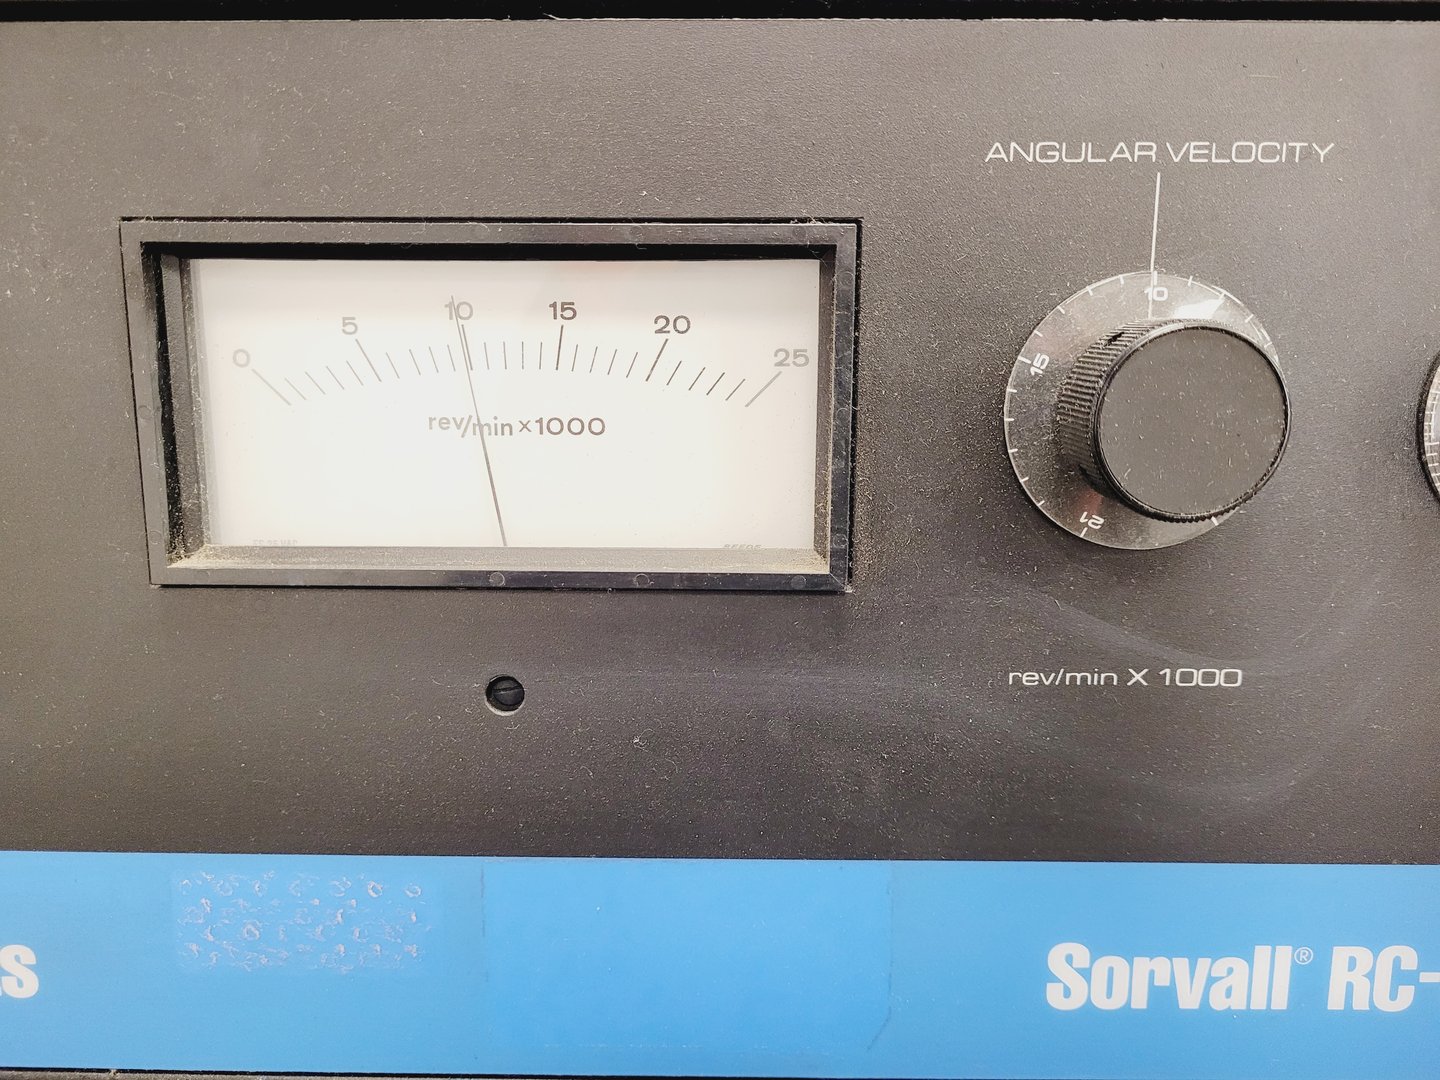 ANGULAR VELOCITY
0 5 10 15 20 25
rev/min×1000
10
15
21
rev/min X 1000
Sorvall® RC-